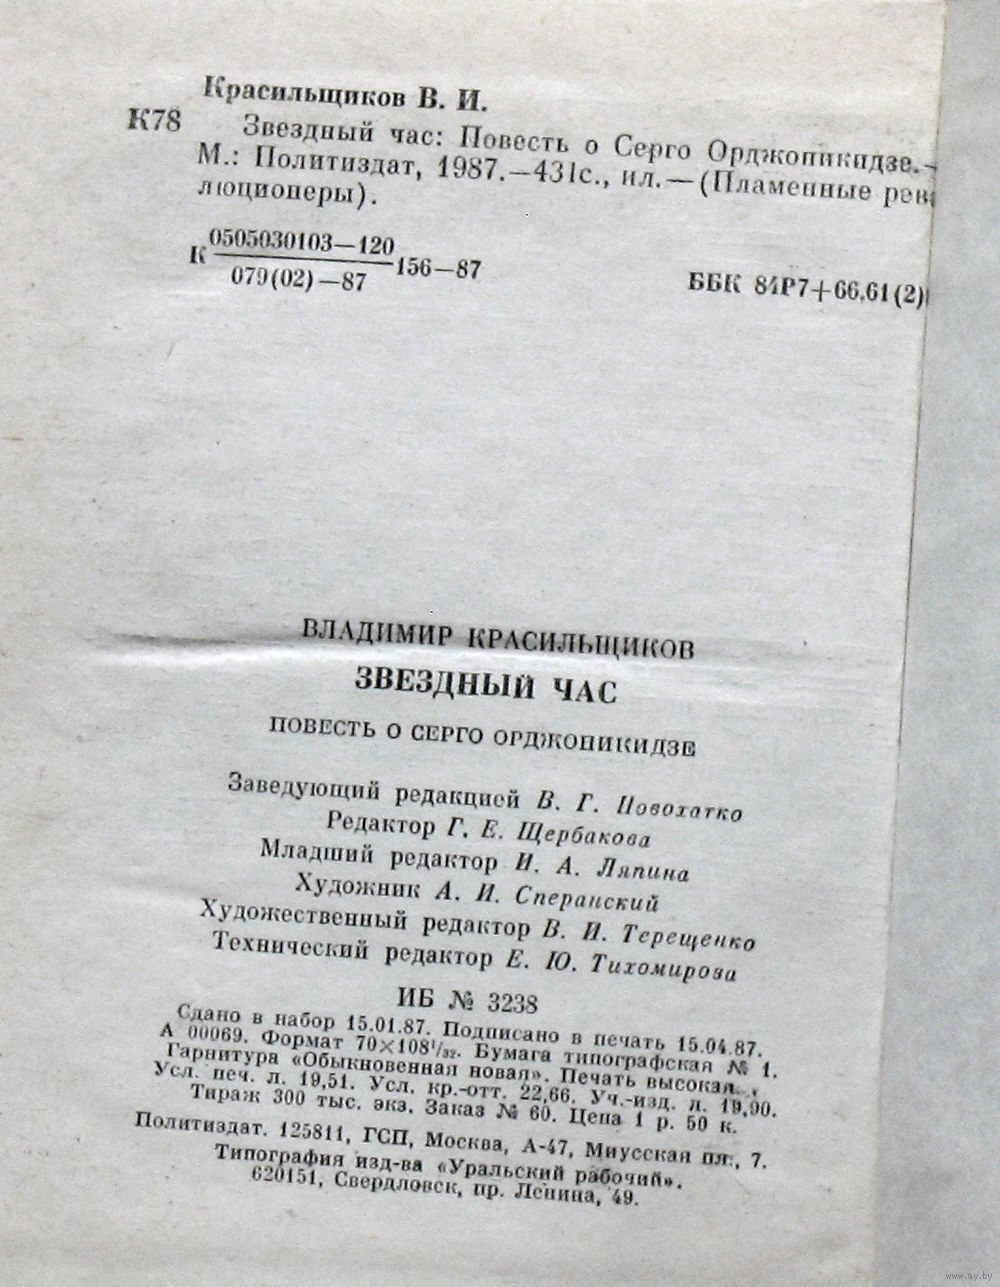 Красильщиков В. И.
К78 Звездный час: Повесть о Серго Орджоникидзе.—
М.: Политиздат, 1987.—431с., ил.—(Пламенные рев
люционеры).
К 0505030103—120
079(02)—87 156—87
ББК 84Р7+66.61(2)
ВЛАДИМИР КРАСИЛЬЩИКОВ
ЗВЕЗДНЫЙ ЧАС
ПОВЕСТЬ О СЕРГО ОРДЖОНИКИДЗЕ
Заведующий редакцией В. Г. Новохатко
Редактор Г. Е. Щербакова
Младший редактор И. А. Ляпина
Художник А. И. Сперанский
Художественный редактор В. И. Терещенко
Технический редактор Е. Ю. Тихомирова
ИБ № 3238
Сдано в набор 15.01.87. Подписано в печать 15.04.87.
А 00069. Формат 70×108¹/₃₂. Бумага типографская № 1.
Гарнитура «Обыкновенная новая». Печать высокая.
Усл. печ. л. 19,51. Усл. кр.-отт. 22,66. Уч.-изд. л. 19,90.
Тираж 300 тыс. экз. Заказ № 60. Цена 1 р. 50 к.
Политиздат. 125811, ГСП, Москва, А-47, Миусская пл., 7.
Типография изд-ва «Уральский рабочий».
620151, Свердловск, пр. Ленина, 49.
www.ay.by